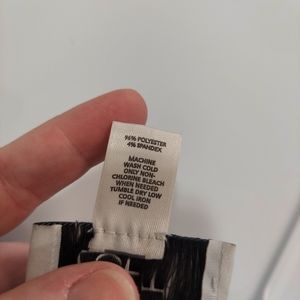 96% POLYESTER
4% SPANDEX
MACHINE
WASH COLD
ONLY NON-
CHLORINE BLEACH
WHEN NEEDED
TUMBLE DRY LOW
COOL IRON
IF NEEDED